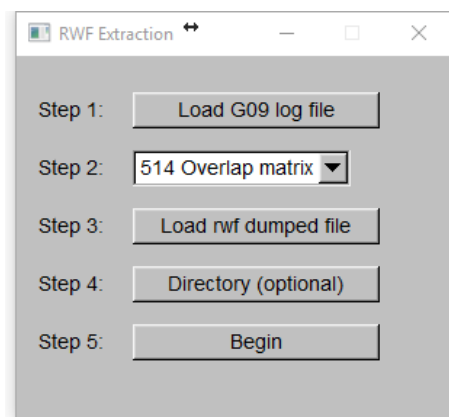 RWF Extraction
Step 1: Load G09 log file
Step 2: 514 Overlap matrix
Step 3: Load rwf dumped file
Step 4: Directory (optional)
Step 5: Begin